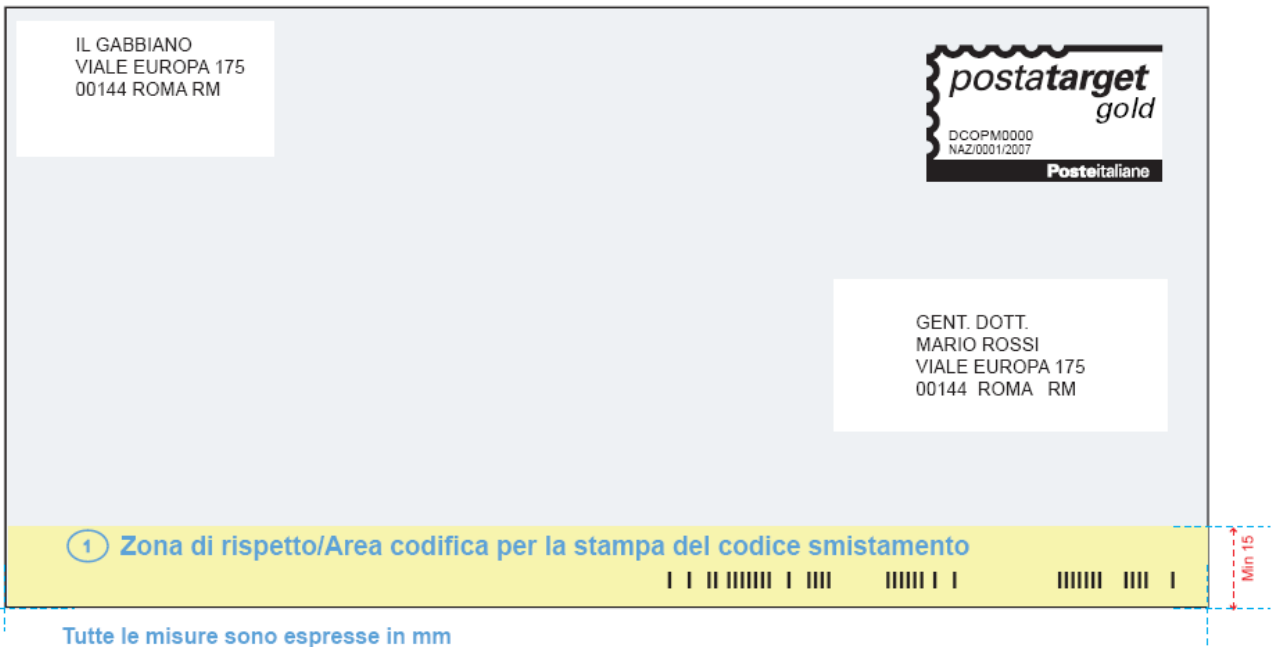 IL GABBIANO
VIALE EUROPA 175
00144 ROMA RM
postatarget
gold
DCOPM0000
NAZ/0001/2007
Posteitaliane
GENT. DOTT.
MARIO ROSSI
VIALE EUROPA 175
00144 ROMA RM
1 Zona di rispetto/Area codifica per la stampa del codice smistamento
Min 15
Tutte le misure sono espresse in mm